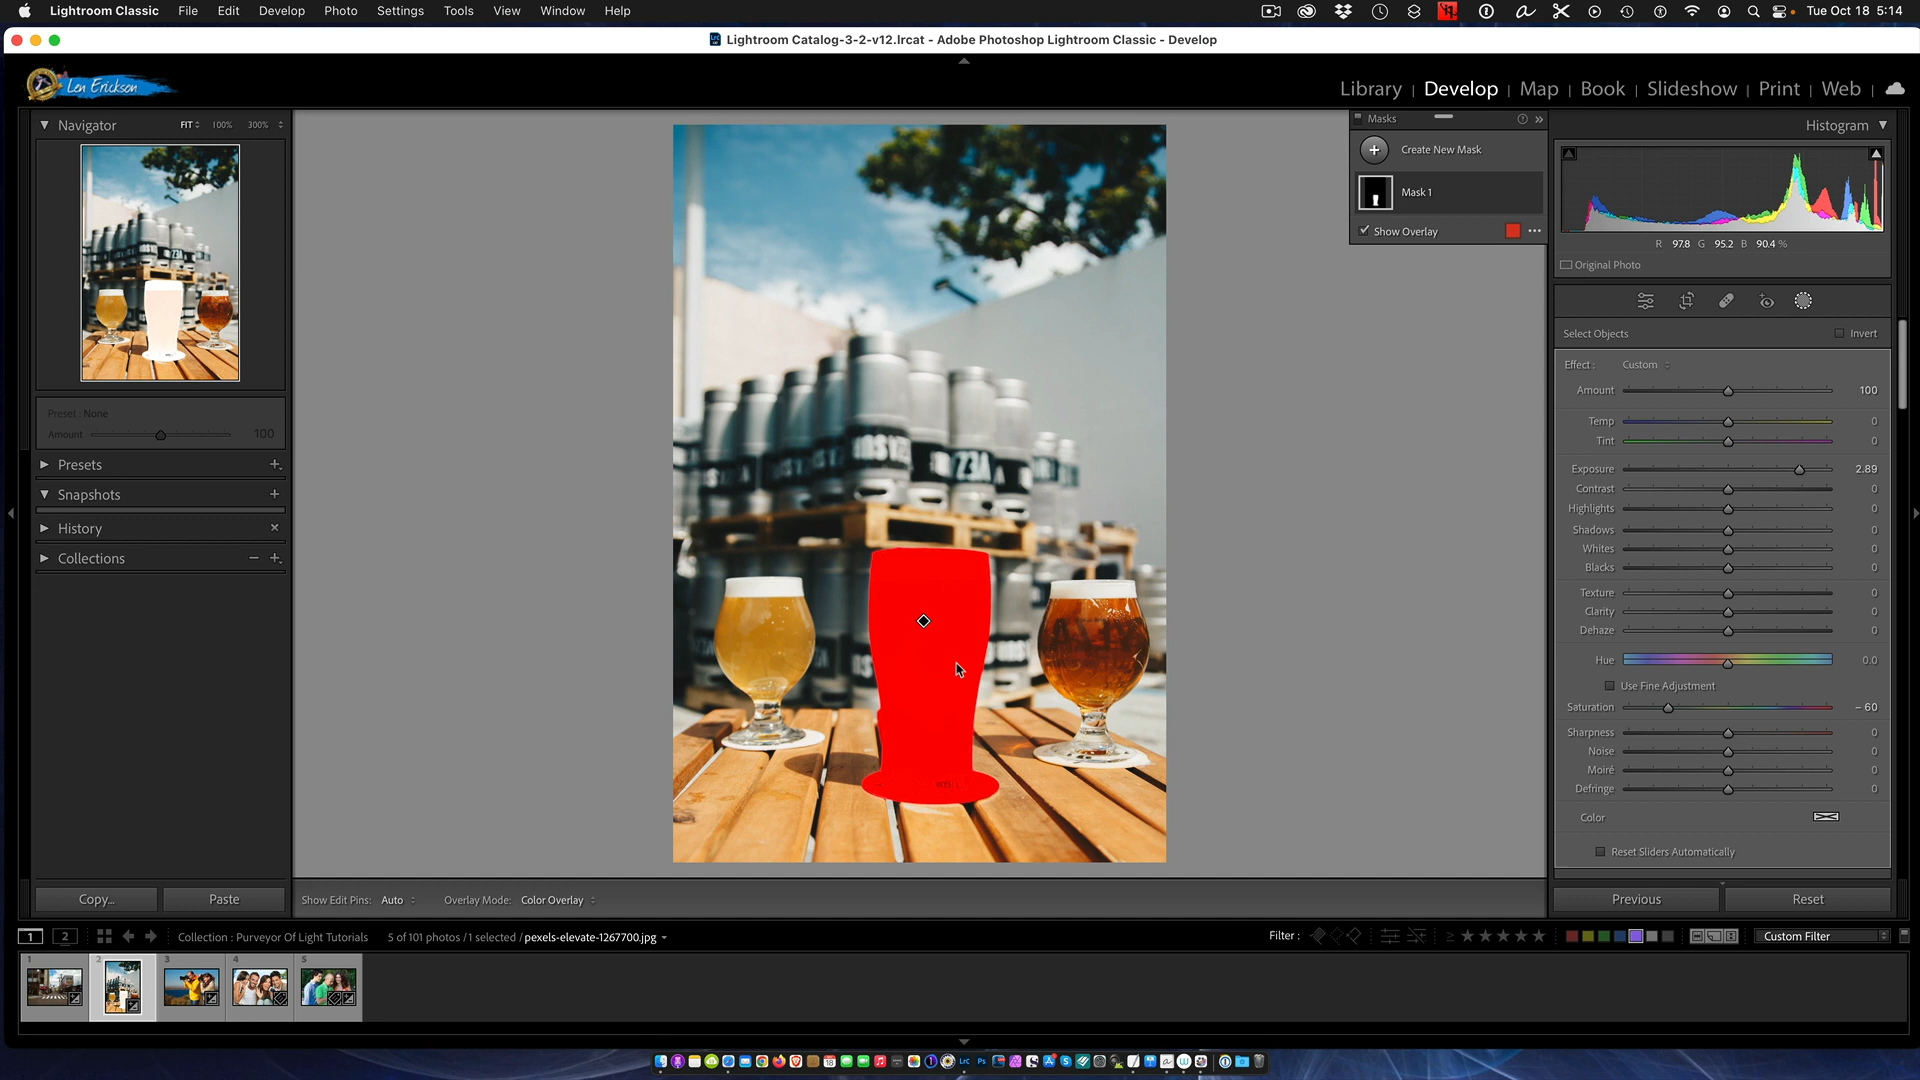 Lightroom Classic File Edit Develop Photo Settings Tools View Window Help
Tue Oct 18 5:14
Lightroom Catalog-3-2-v12.lrcat - Adobe Photoshop Lightroom Classic - Develop
Len Erickson
Library | Develop | Map | Book | Slideshow | Print | Web |
Navigator FIT 100% 300%
Preset : None
Amount 100
Presets
Snapshots
History
Collections
Copy... Paste
Masks
Create New Mask
Mask 1
Show Overlay
Histogram
R 97.8 G 95.2 B 90.4 %
Original Photo
Select Objects Invert
Effect : Custom
Amount 100
Temp 0
Tint 0
Exposure 2.89
Contrast 0
Highlights 0
Shadows 0
Whites 0
Blacks 0
Texture 0
Clarity 0
Dehaze 0
Hue 0.0
Use Fine Adjustment
Saturation – 60
Sharpness 0
Noise 0
Moiré 0
Defringe 0
Color
Reset Sliders Automatically
Previous Reset
Show Edit Pins: Auto Overlay Mode: Color Overlay
1 2 Collection : Purveyor Of Light Tutorials 5 of 101 photos / 1 selected / pexels-elevate-1267700.jpg
Filter : ≥ Custom Filter
1 2 3 4 5